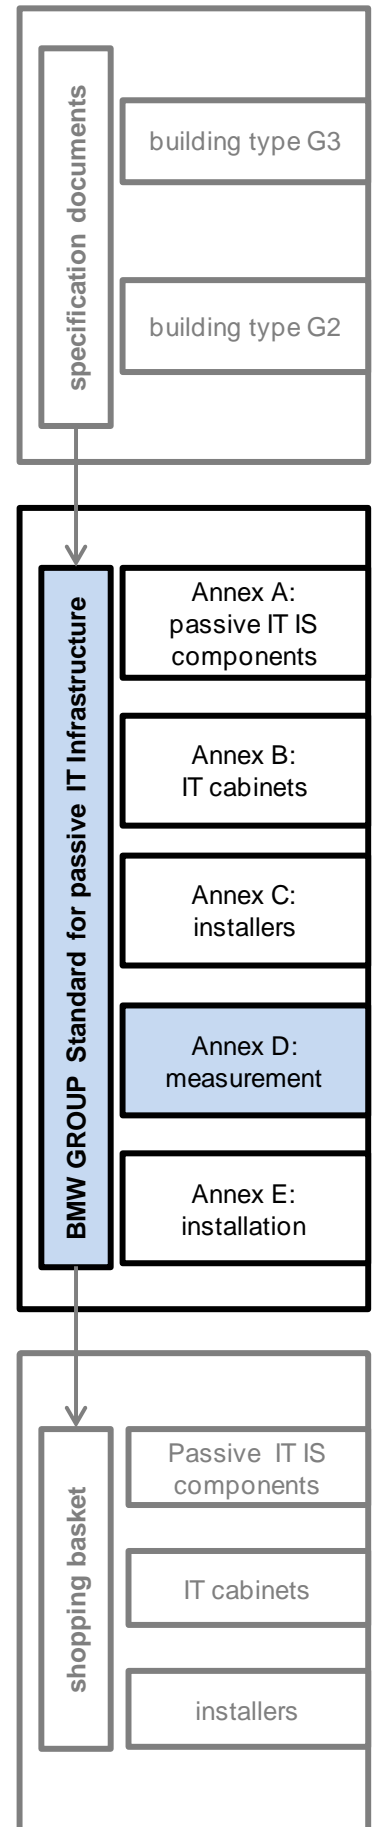 specification documents
building type G3
building type G2
BMW GROUP Standard for passive IT Infrastructure
Annex A:
passive IT IS
components
Annex B:
IT cabinets
Annex C:
installers
Annex D:
measurement
Annex E:
installation
shopping basket
Passive IT IS
components
IT cabinets
installers